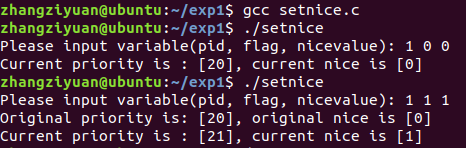 zhangziyuan@ubuntu:~/exp1$ gcc setnice.c
zhangziyuan@ubuntu:~/exp1$ ./setnice
Please input variable(pid, flag, nicevalue): 1 0 0
Current priority is : [20], current nice is [0]
zhangziyuan@ubuntu:~/exp1$ ./setnice
Please input variable(pid, flag, nicevalue): 1 1 1
Original priority is: [20], original nice is [0]
Current priority is : [21], current nice is [1]